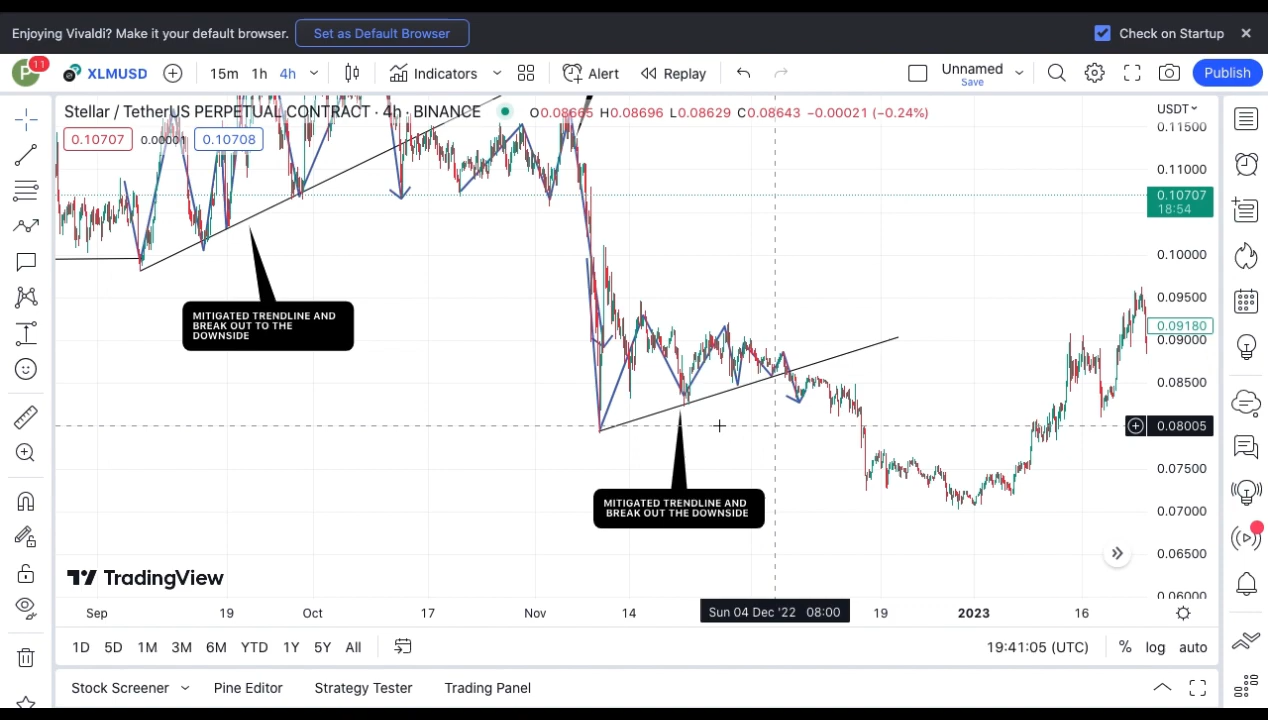 Enjoying Vivaldi? Make it your default browser. Set as Default Browser Check on Startup
P 11 XLMUSD 15m 1h 4h Indicators Alert Replay Unnamed Save Publish
Stellar / TetherUS PERPETUAL CONTRACT · 4h · BINANCE O0.08665 H0.08696 L0.08629 C0.08643 −0.00021 (−0.24%) USDT
0.10707 0.00001 0.10708
0.11500
0.11000
0.10707
18:54
0.10000
0.09500
0.09180
0.09000
0.08500
0.08005
0.07500
0.07000
0.06500
0.06000
MITIGATED TRENDLINE AND
BREAK OUT TO THE
DOWNSIDE
MITIGATED TRENDLINE AND
BREAK OUT THE DOWNSIDE
TradingView
Sep 19 Oct 17 Nov 14 Sun 04 Dec '22 08:00 19 2023 16
1D 5D 1M 3M 6M YTD 1Y 5Y All 19:41:05 (UTC) % log auto
Stock Screener Pine Editor Strategy Tester Trading Panel